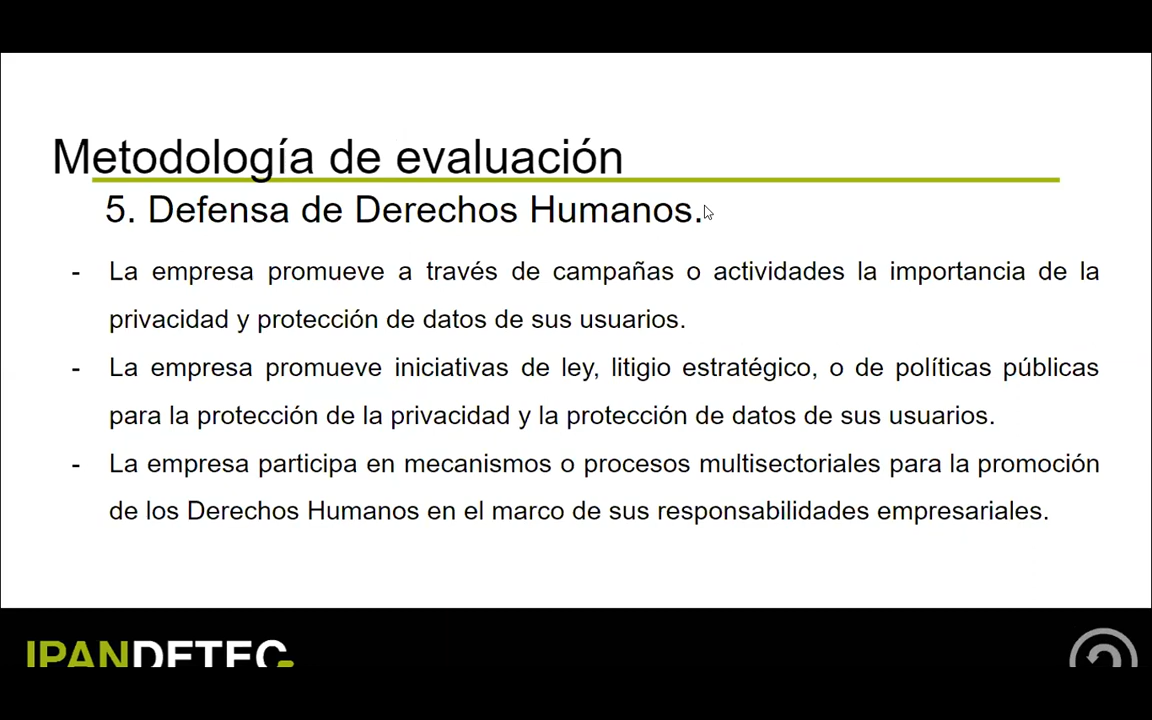 Metodología de evaluación
5. Defensa de Derechos Humanos.
- La empresa promueve a través de campañas o actividades la importancia de la
privacidad y protección de datos de sus usuarios.
- La empresa promueve iniciativas de ley, litigio estratégico, o de políticas públicas
para la protección de la privacidad y la protección de datos de sus usuarios.
- La empresa participa en mecanismos o procesos multisectoriales para la promoción
de los Derechos Humanos en el marco de sus responsabilidades empresariales.
IPANDETEC